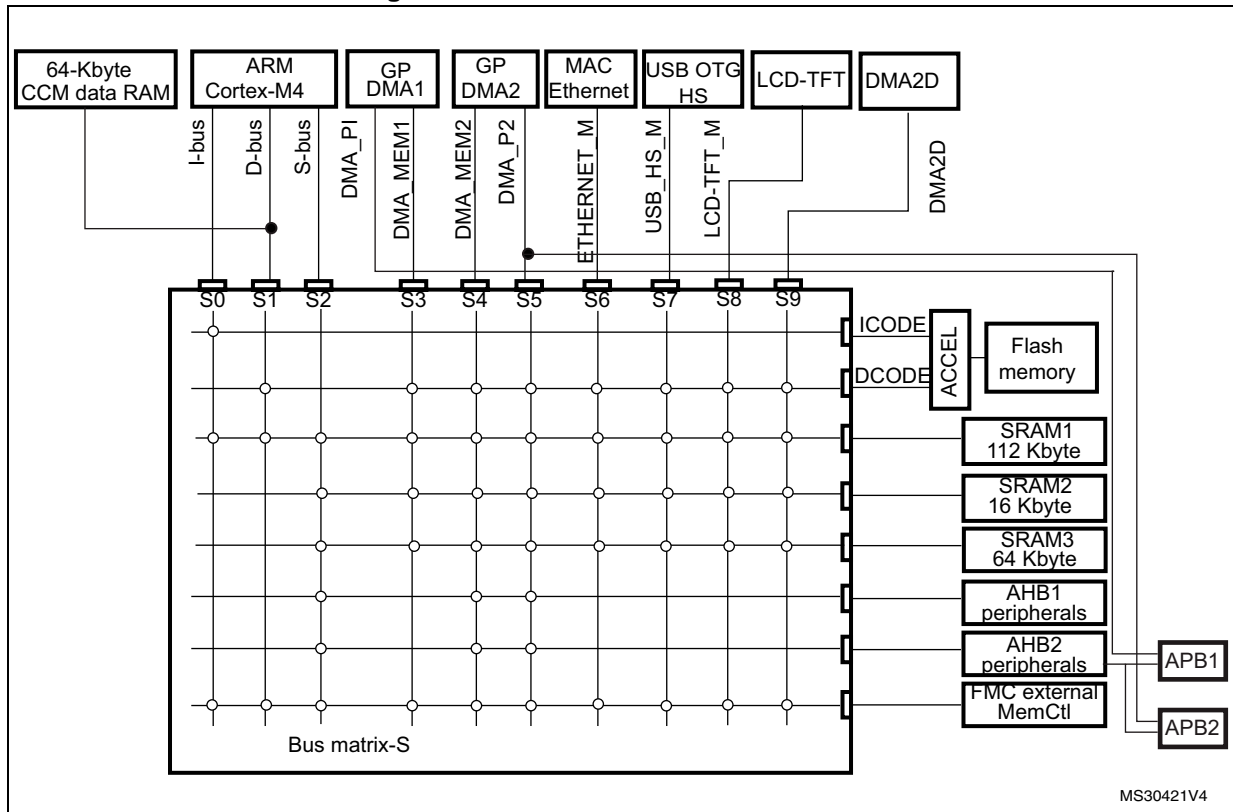 64-Kbyte
CCM data RAM
ARM
Cortex-M4
GP
DMA1
GP
DMA2
MAC
Ethernet
USB OTG
HS
LCD-TFT
DMA2D
I-bus
D-bus
S-bus
DMA_PI
DMA_MEM1
DMA_MEM2
DMA_P2
ETHERNET_M
USB_HS_M
LCD-TFT_M
DMA2D
S0
S1
S2
S3
S4
S5
S6
S7
S8
S9
ICODE
DCODE
ACCEL
Flash
memory
SRAM1
112 Kbyte
SRAM2
16 Kbyte
SRAM3
64 Kbyte
AHB1
peripherals
AHB2
peripherals
FMC external
MemCtl
APB1
APB2
Bus matrix-S
MS30421V4